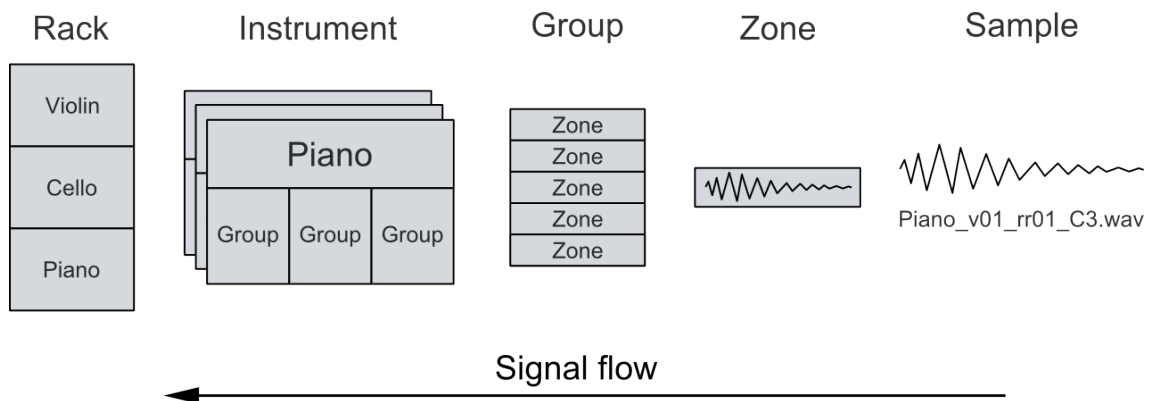 Rack
Instrument
Group
Zone
Sample
Violin
Cello
Piano
Piano
Group Group Group
Zone
Zone
Zone
Zone
Zone
Piano_v01_rr01_C3.wav
Signal flow